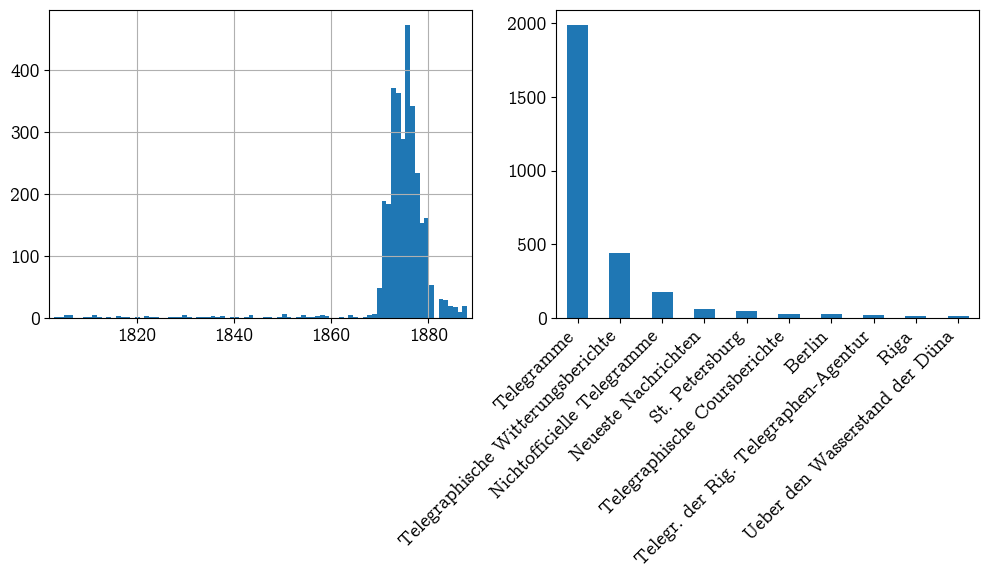 400
300
200
100
0
1820
1840
1860
1880
2000
1500
1000
500
0
Telegramme
Telegraphische Witterungsberichte
Nichtofficielle Telegramme
Neueste Nachrichten
St. Petersburg
Telegraphische Coursberichte
Berlin
Telegr. der Rig. Telegraphen-Agentur
Riga
Ueber den Wasserstand der Düna